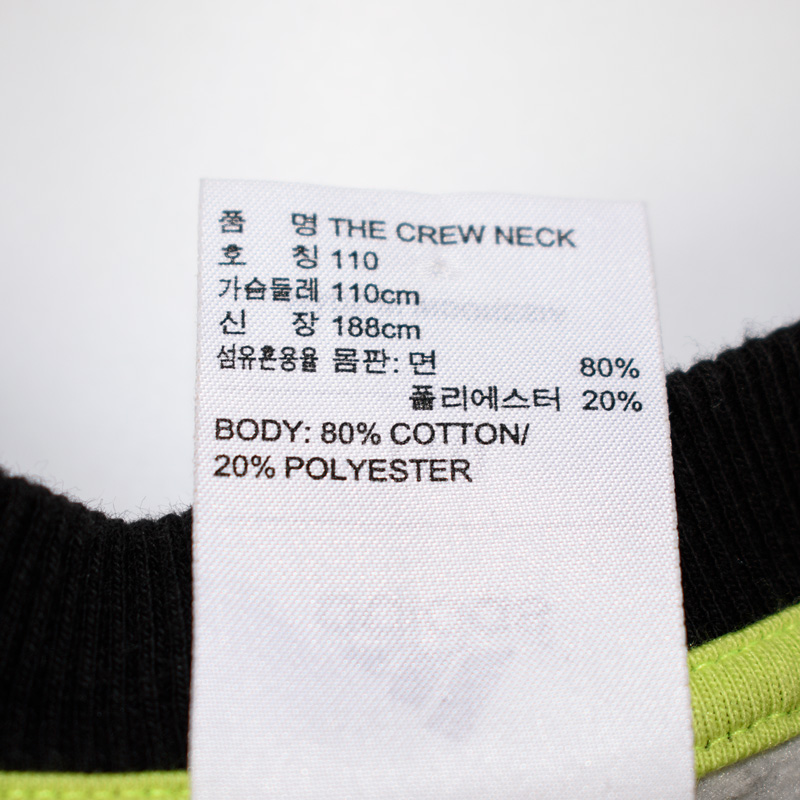 품 명 THE CREW NECK
호 칭 110
가슴둘레 110cm
신 장 188cm
섬유혼용율 몸판: 면 80%
폴리에스터 20%
BODY: 80% COTTON/
20% POLYESTER